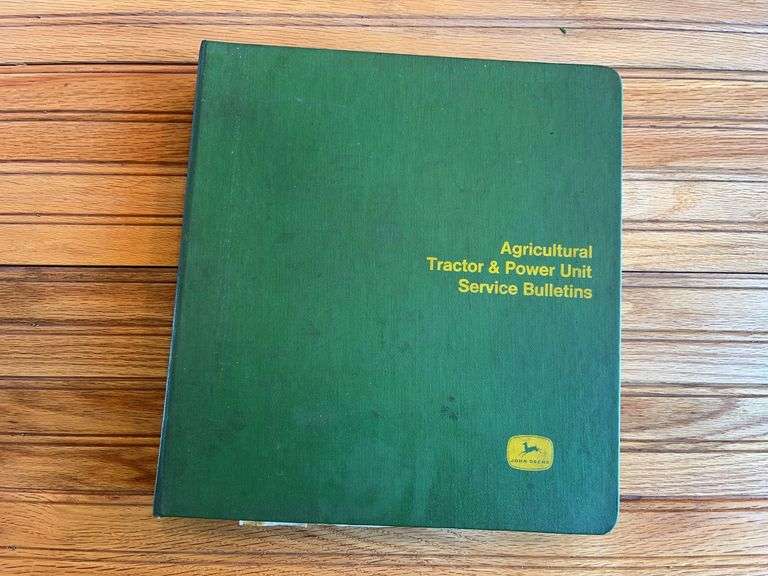 Agricultural
Tractor & Power Unit
Service Bulletins
JOHN DEERE